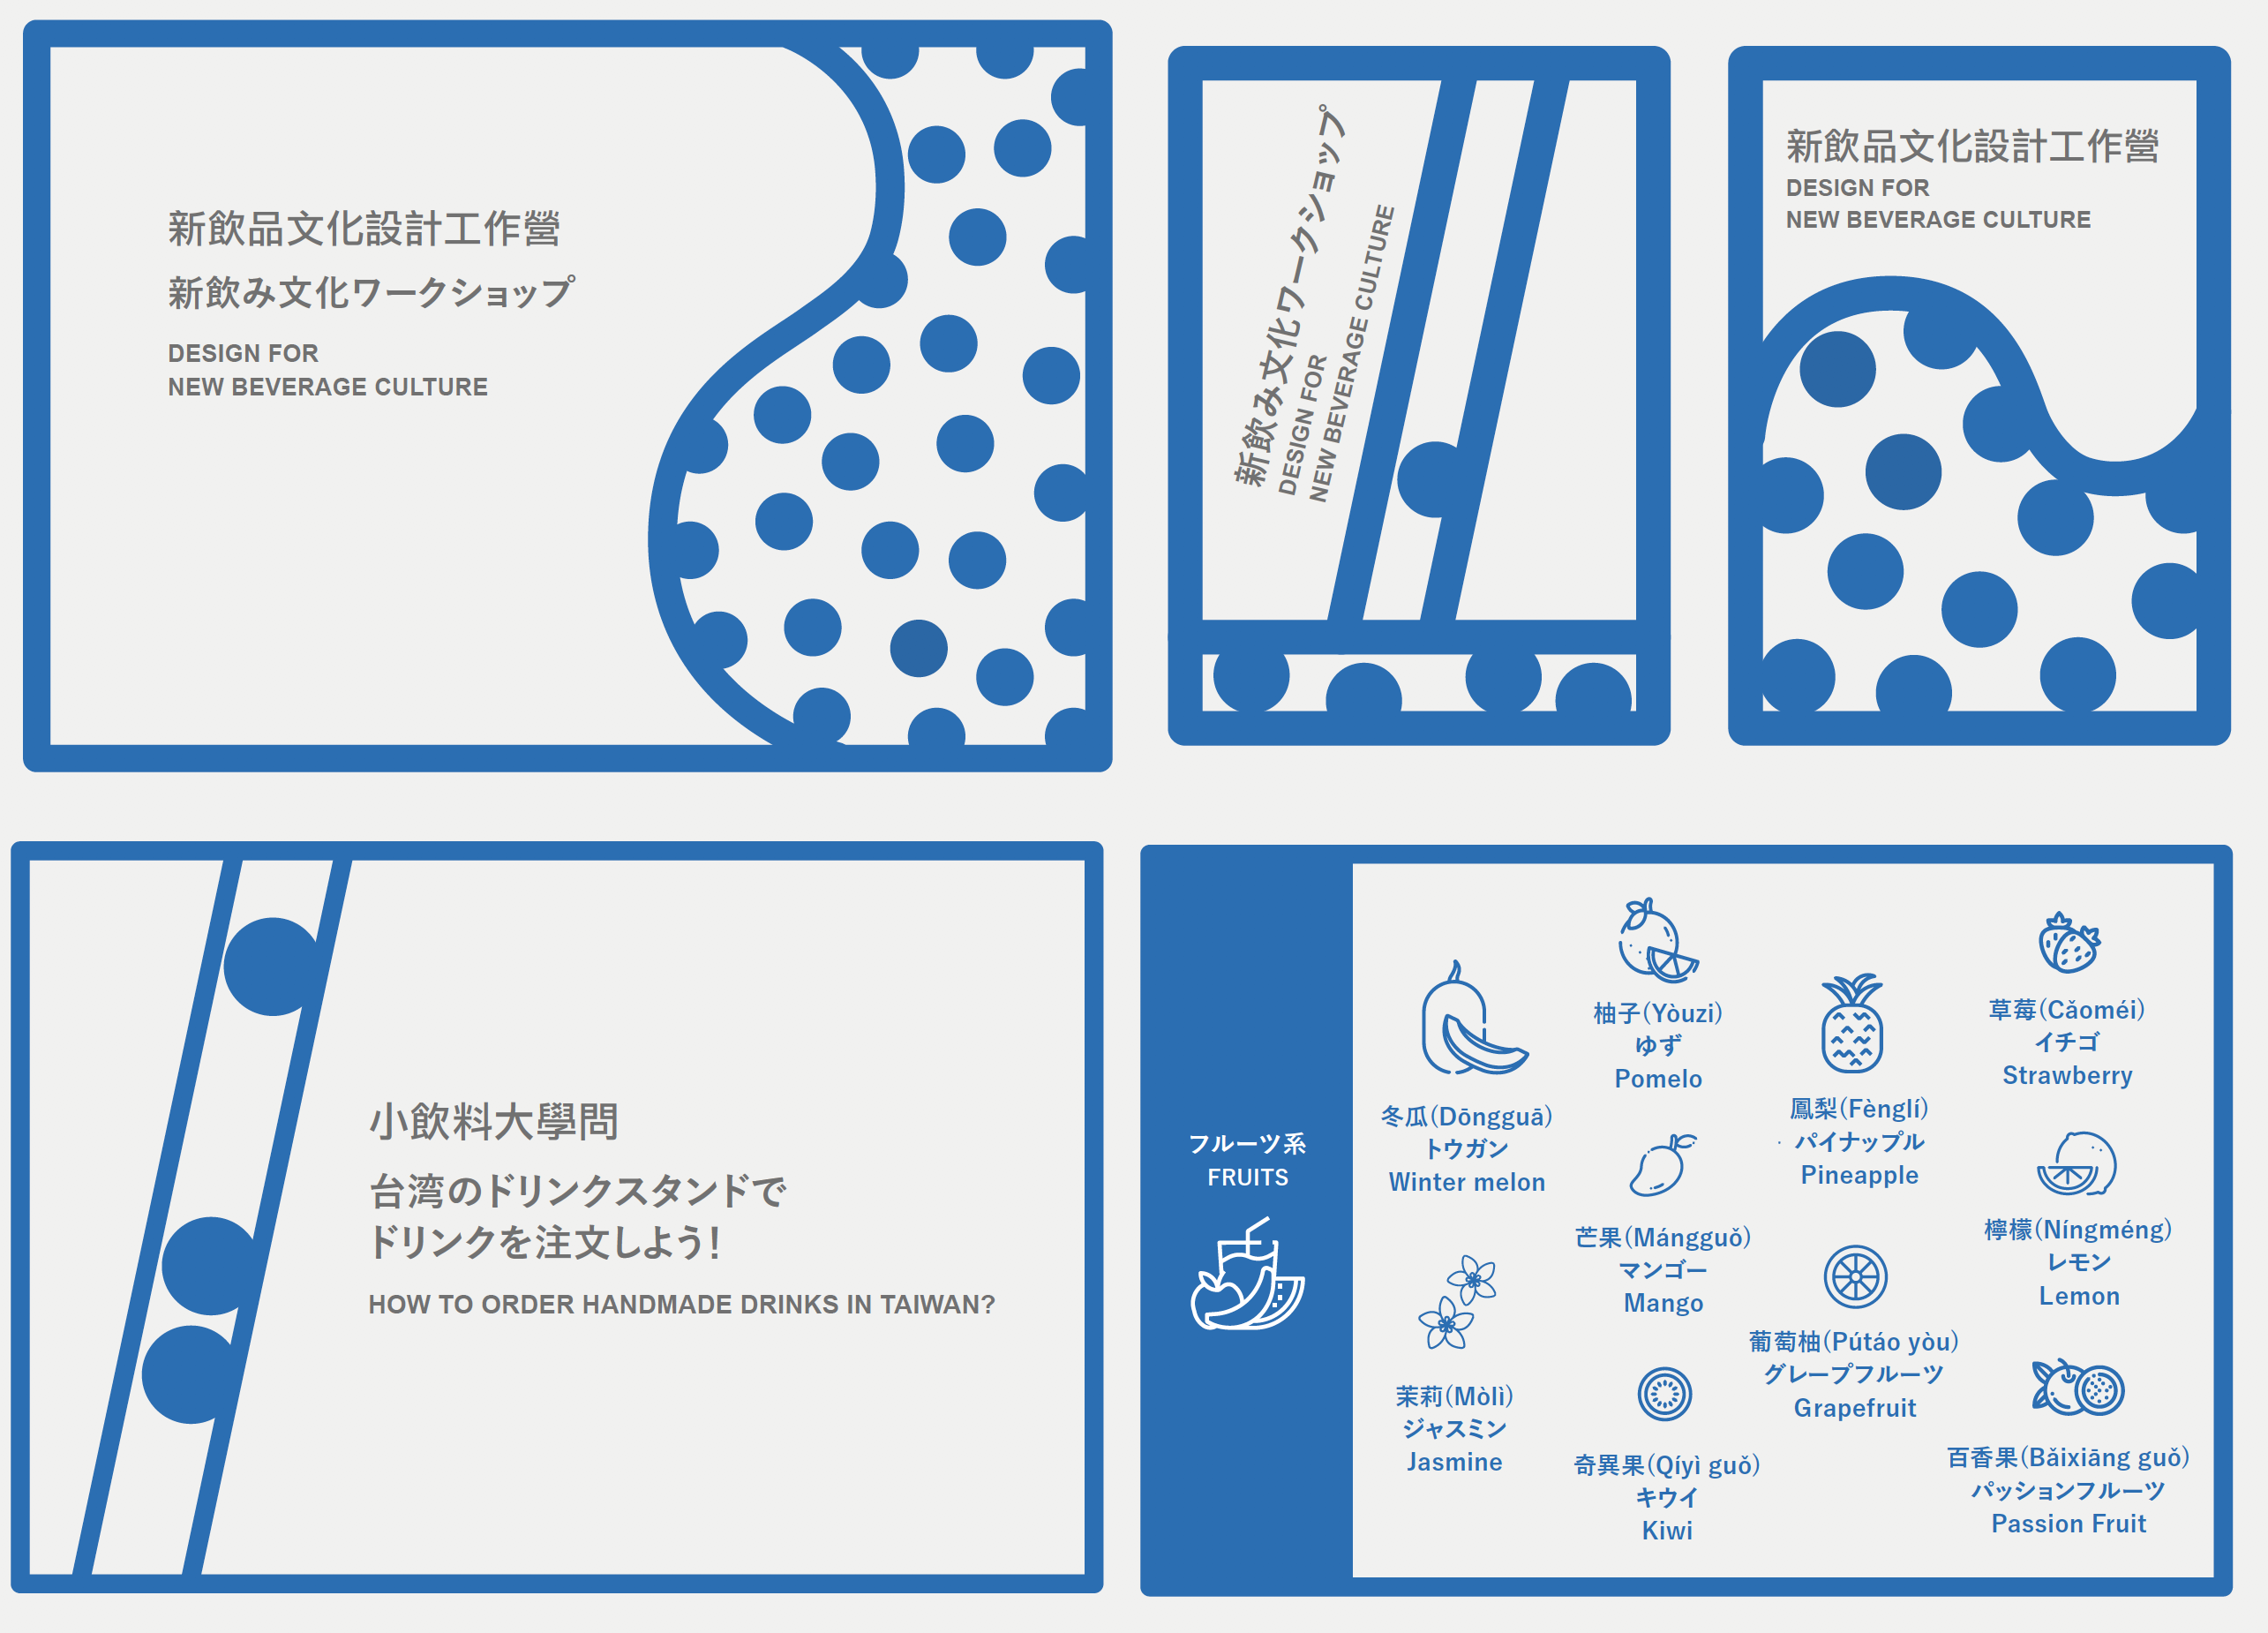 新飲品文化設計工作營
新飲み文化ワークショップ
DESIGN FOR
NEW BEVERAGE CULTURE
新飲み文化ワークショップ
DESIGN FOR
NEW BEVERAGE CULTURE
新飲品文化設計工作營
DESIGN FOR
NEW BEVERAGE CULTURE
小飲料大學問
台湾のドリンクスタンドで
ドリンクを注文しよう!
HOW TO ORDER HANDMADE DRINKS IN TAIWAN?
フルーツ系
FRUITS
冬瓜(Dōngguā)
トウガン
Winter melon
茉莉(Mòlì)
ジャスミン
Jasmine
柚子(Yòuzi)
ゆず
Pomelo
芒果(Mángguǒ)
マンゴー
Mango
奇異果(Qíyì guǒ)
キウイ
Kiwi
鳳梨(Fènglí)
パイナップル
Pineapple
葡萄柚(Pútáo yòu)
グレープフルーツ
Grapefruit
草莓(Cǎoméi)
イチゴ
Strawberry
檸檬(Níngméng)
レモン
Lemon
百香果(Bǎixiāng guǒ)
パッションフルーツ
Passion Fruit